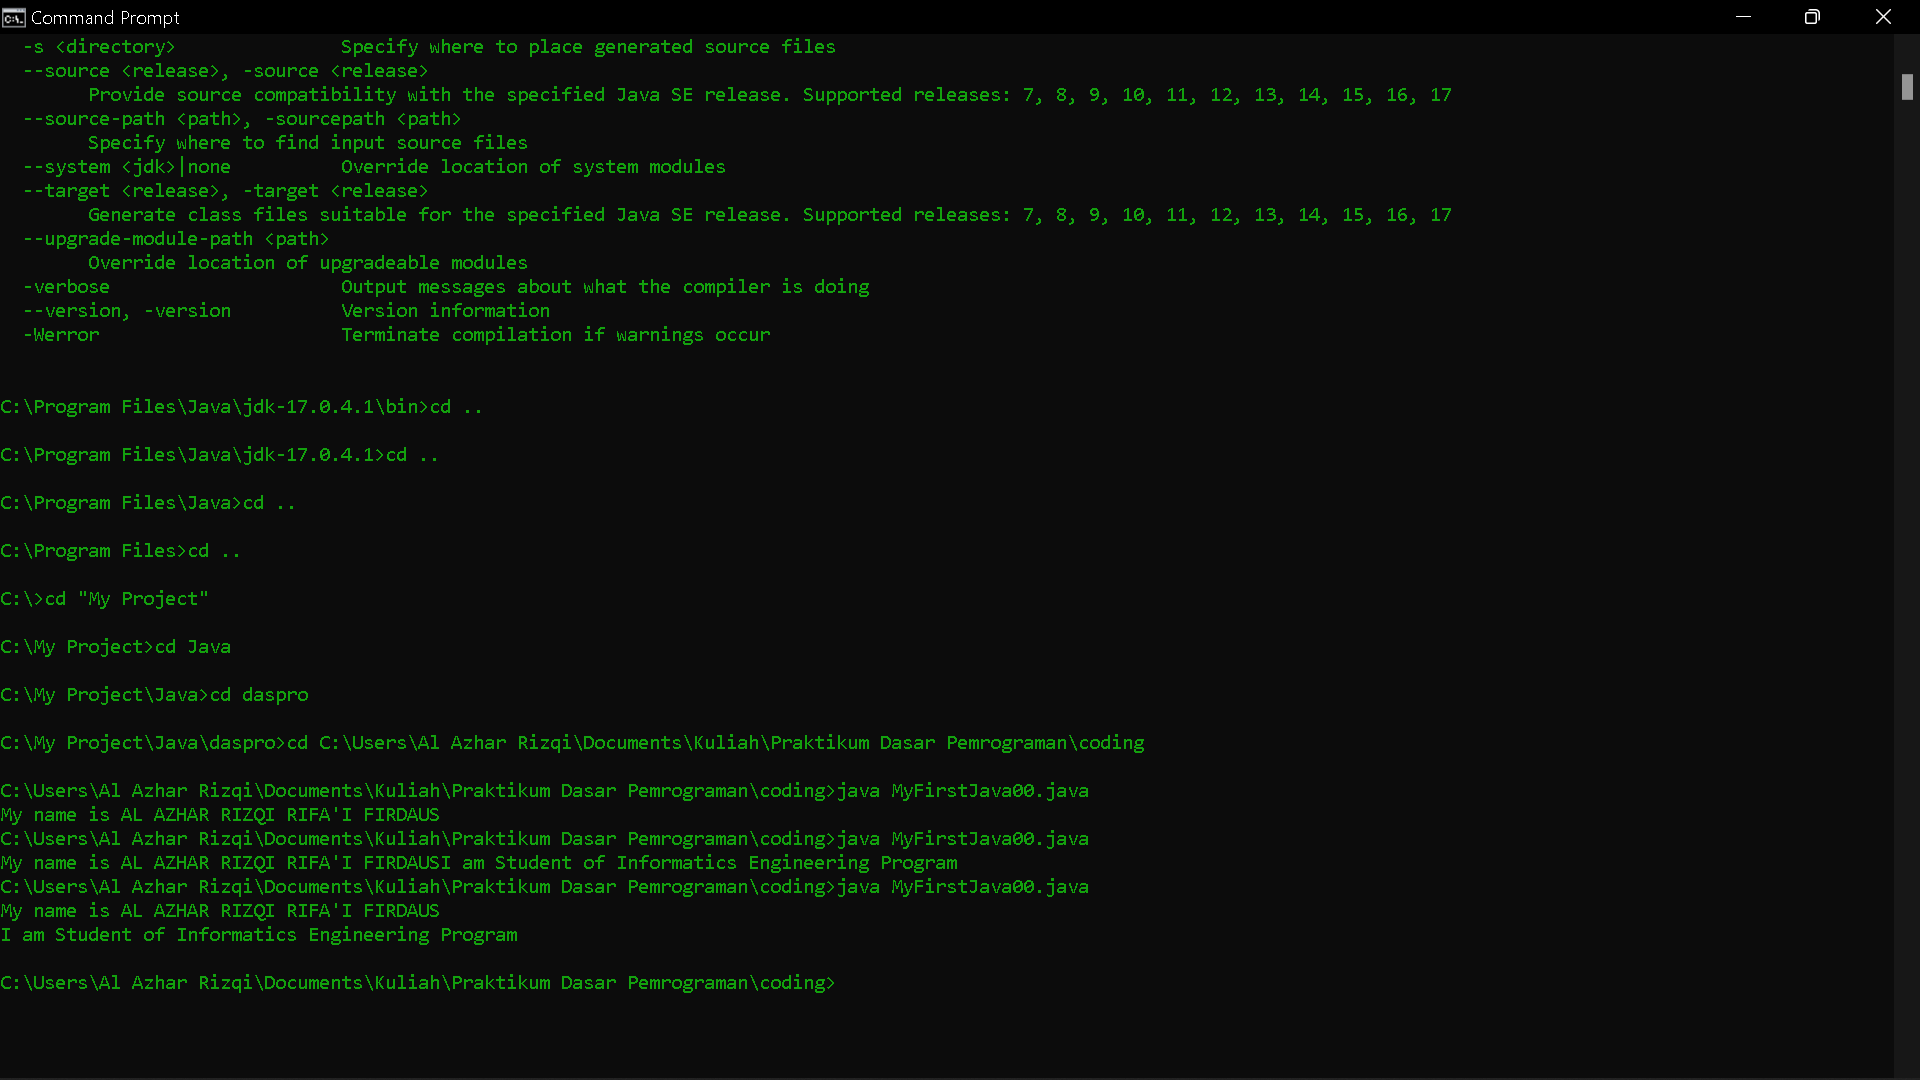 Command Prompt
-s <directory> Specify where to place generated source files
--source <release>, -source <release>
Provide source compatibility with the specified Java SE release. Supported releases: 7, 8, 9, 10, 11, 12, 13, 14, 15, 16, 17
--source-path <path>, -sourcepath <path>
Specify where to find input source files
--system <jdk>|none Override location of system modules
--target <release>, -target <release>
Generate class files suitable for the specified Java SE release. Supported releases: 7, 8, 9, 10, 11, 12, 13, 14, 15, 16, 17
--upgrade-module-path <path>
Override location of upgradeable modules
-verbose Output messages about what the compiler is doing
--version, -version Version information
-Werror Terminate compilation if warnings occur
C:\Program Files\Java\jdk-17.0.4.1\bin>cd ..
C:\Program Files\Java\jdk-17.0.4.1>cd ..
C:\Program Files\Java>cd ..
C:\Program Files>cd ..
C:\>cd "My Project"
C:\My Project>cd Java
C:\My Project\Java>cd daspro
C:\My Project\Java\daspro>cd C:\Users\Al Azhar Rizqi\Documents\Kuliah\Praktikum Dasar Pemrograman\coding
C:\Users\Al Azhar Rizqi\Documents\Kuliah\Praktikum Dasar Pemrograman\coding>java MyFirstJava00.java
My name is AL AZHAR RIZQI RIFA'I FIRDAUS
C:\Users\Al Azhar Rizqi\Documents\Kuliah\Praktikum Dasar Pemrograman\coding>java MyFirstJava00.java
My name is AL AZHAR RIZQI RIFA'I FIRDAUSI am Student of Informatics Engineering Program
C:\Users\Al Azhar Rizqi\Documents\Kuliah\Praktikum Dasar Pemrograman\coding>java MyFirstJava00.java
My name is AL AZHAR RIZQI RIFA'I FIRDAUS
I am Student of Informatics Engineering Program
C:\Users\Al Azhar Rizqi\Documents\Kuliah\Praktikum Dasar Pemrograman\coding>